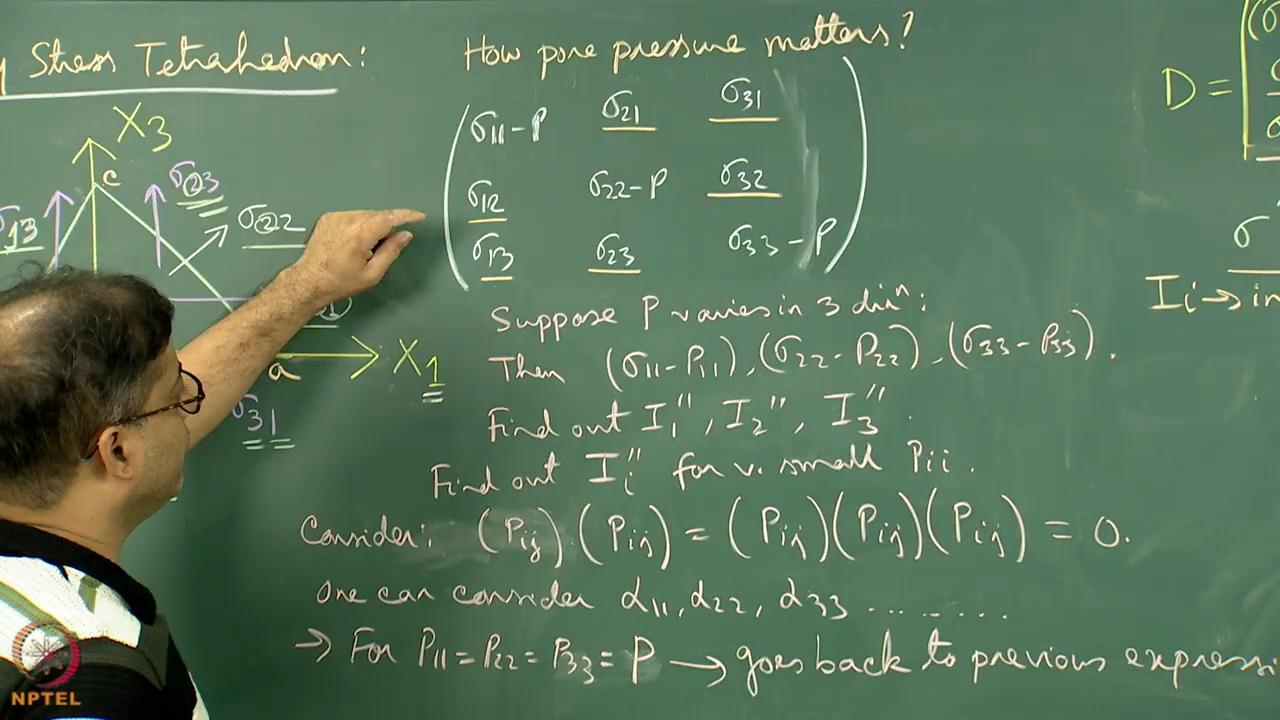 Stress Tetrahedron:
X3
c
σ23
σ22
σ13
a
X1
σ31
How pore pressure matters?
σ11-P σ21 σ31
σ12 σ22-P σ32
σ13 σ23 σ33-P
Suppose P varies in 3 dirⁿ:
Then (σ11-P11), (σ22-P22), (σ33-P33).
Find out I1'', I2'', I3''.
Find out Ii'' for v. small Pii.
Consider: (Pij).(Pij) = (Pij)(Pij)(Pij) = 0.
One can consider α11, α22, α33 ........
→ For P11 = P22 = P33 = P → goes back to previous expressi
D =
σ
Ii → in
NPTEL